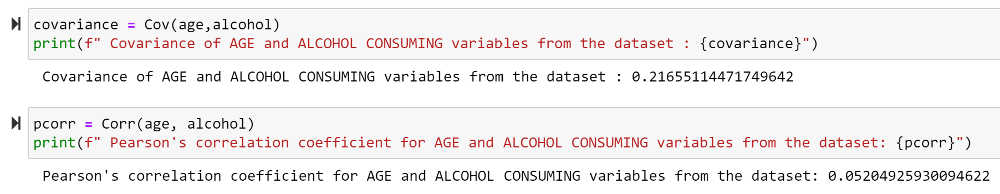 covariance = Cov(age,alcohol)
print(f" Covariance of AGE and ALCOHOL CONSUMING variables from the dataset : {covariance}")
Covariance of AGE and ALCOHOL CONSUMING variables from the dataset : 0.21655114471749642
pcorr = Corr(age, alcohol)
print(f" Pearson's correlation coefficient for AGE and ALCOHOL CONSUMING variables from the dataset: {pcorr}")
Pearson's correlation coefficient for AGE and ALCOHOL CONSUMING variables from the dataset: 0.05204925930094622